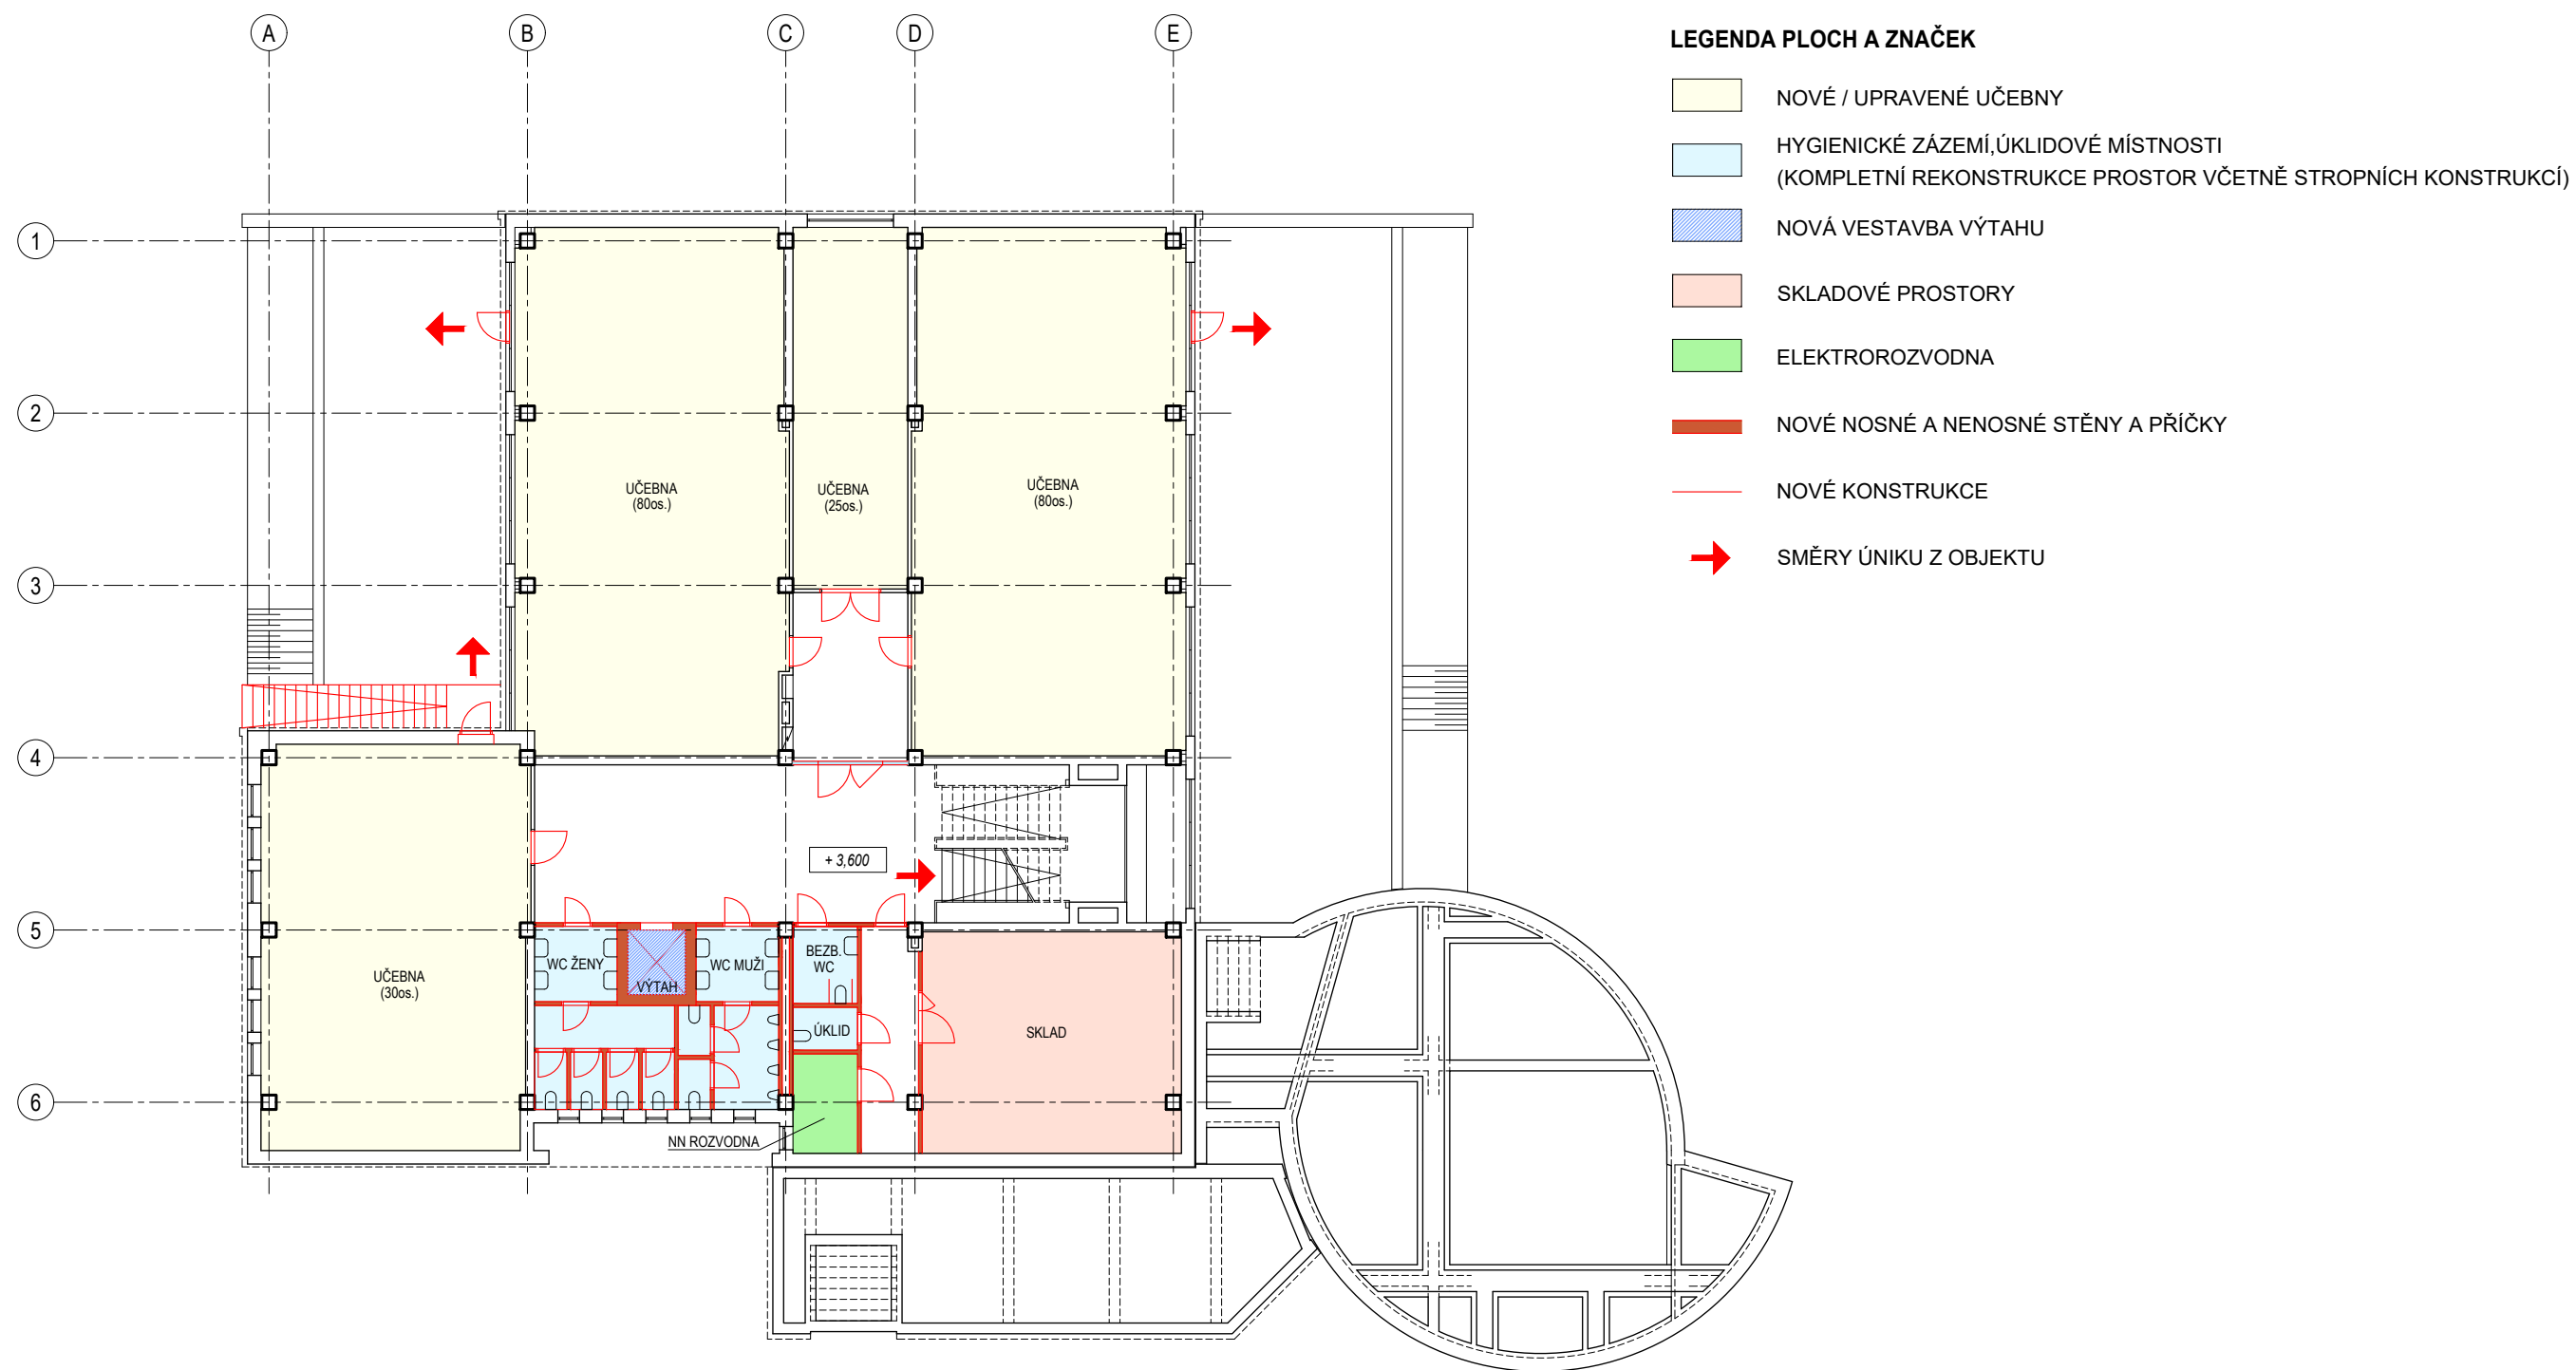 A
B
C
D
E
LEGENDA PLOCH A ZNAČEK
NOVÉ / UPRAVENÉ UČEBNY
HYGIENICKÉ ZÁZEMÍ,ÚKLIDOVÉ MÍSTNOSTI
(KOMPLETNÍ REKONSTRUKCE PROSTOR VČETNĚ STROPNÍCH KONSTRUKCÍ)
NOVÁ VESTAVBA VÝTAHU
SKLADOVÉ PROSTORY
ELEKTROROZVODNA
NOVÉ NOSNÉ A NENOSNÉ STĚNY A PŘÍČKY
NOVÉ KONSTRUKCE
SMĚRY ÚNIKU Z OBJEKTU
1
2
UČEBNA
(80os.)
UČEBNA
(25os.)
UČEBNA
(80os.)
3
4
+ 3,600
5
WC ŽENY
VÝTAH
WC MUŽI
BEZB.
WC
UČEBNA
(30os.)
ÚKLID
SKLAD
6
NN ROZVODNA